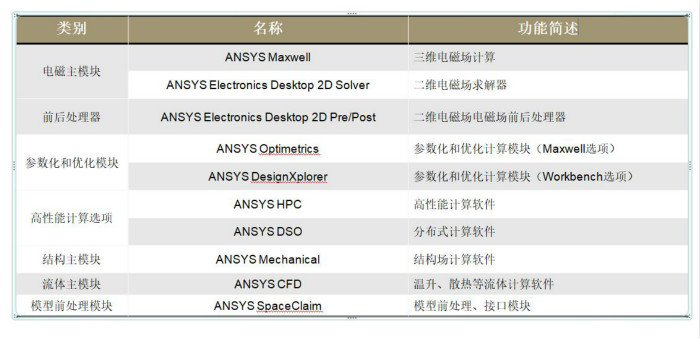 类别 名称 功能简述
电磁主模块 ANSYS Maxwell 三维电磁场计算
ANSYS Electronics Desktop 2D Solver 二维电磁场求解器
前后处理器 ANSYS Electronics Desktop 2D Pre/Post 二维电磁场电磁场前后处理器
参数化和优化模块 ANSYS Optimetrics 参数化和优化计算模块（Maxwell选项）
ANSYS DesignXplorer 参数化和优化计算模块（Workbench选项）
高性能计算选项 ANSYS HPC 高性能计算软件
ANSYS DSO 分布式计算软件
结构主模块 ANSYS Mechanical 结构场计算软件
流体主模块 ANSYS CFD 温升、散热等流体计算软件
模型前处理模块 ANSYS SpaceClaim 模型前处理、接口模块